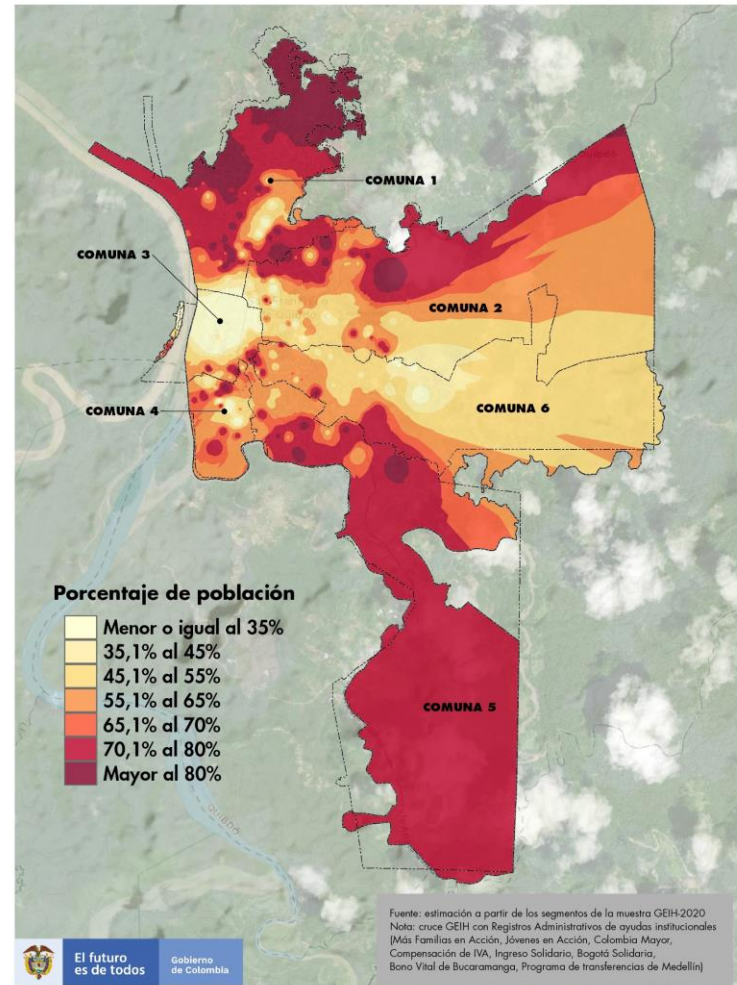 COMUNA 1
COMUNA 3
COMUNA 2
COMUNA 4
COMUNA 6
Porcentaje de población
Menor o igual al 35%
35,1% al 45%
45,1% al 55%
55,1% al 65%
65,1% al 70%
70,1% al 80%
Mayor al 80%
COMUNA 5
QUIBDÓ
Fuente: estimación a partir de los segmentos de la muestra GEIH-2020
Nota: cruce GEIH con Registros Administrativos de ayudas institucionales
(Más Familias en Acción, Jóvenes en Acción, Colombia Mayor,
Compensación de IVA, Ingreso Solidario, Bogotá Solidaria,
Bono Vital de Bucaramanga, Programa de transferencias de Medellín)
El futuro
es de todos
Gobierno
de Colombia